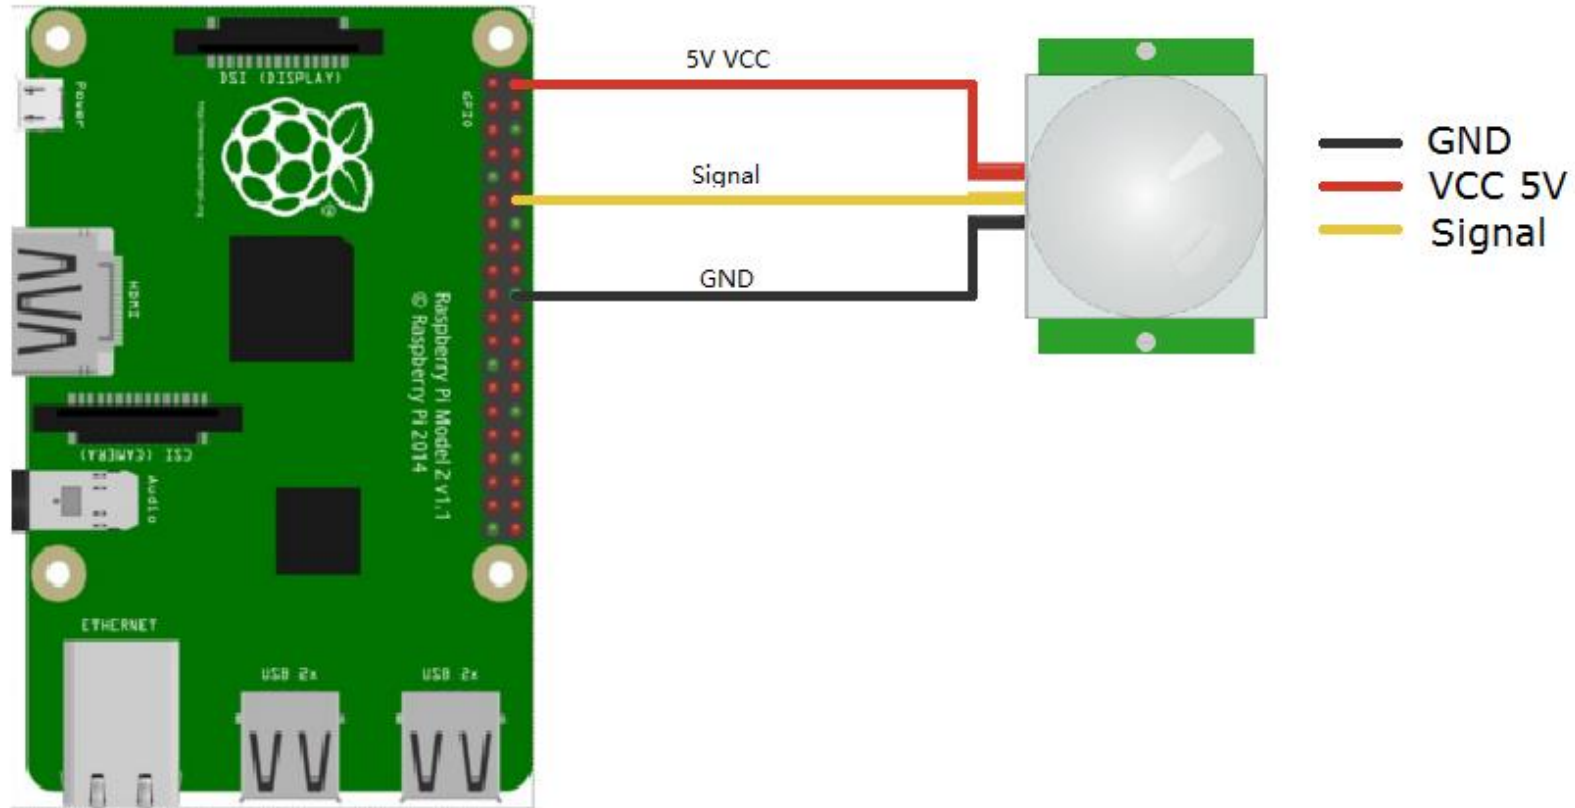 DSI (DISPLAY)
Power
GPIO
5V VCC
Signal
GND
GND
VCC 5V
Signal
®
HDMI
Raspberry Pi Model 2 v1.1
© Raspberry Pi 2014
CSI (CAMERA)
Audio
ETHERNET
USB 2x
USB 2x